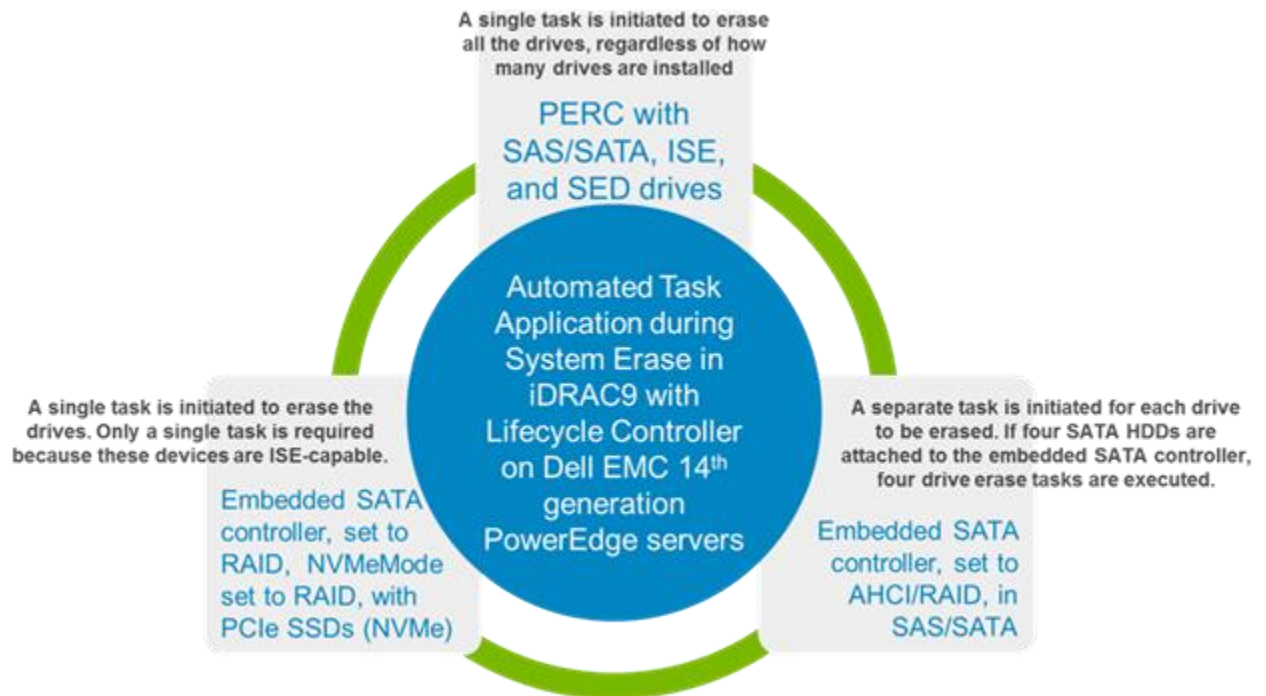 A single task is initiated to erase
all the drives, regardless of how
many drives are installed
PERC with
SAS/SATA, ISE,
and SED drives
Automated Task
Application during
System Erase in
iDRAC9 with
Lifecycle Controller
on Dell EMC 14th
generation
PowerEdge servers
A single task is initiated to erase the
drives. Only a single task is required
because these devices are ISE-capable.
Embedded SATA
controller, set to
RAID, NVMeMode
set to RAID, with
PCIe SSDs (NVMe)
A separate task is initiated for each drive
to be erased. If four SATA HDDs are
attached to the embedded SATA controller,
four drive erase tasks are executed.
Embedded SATA
controller, set to
AHCI/RAID, in
SAS/SATA